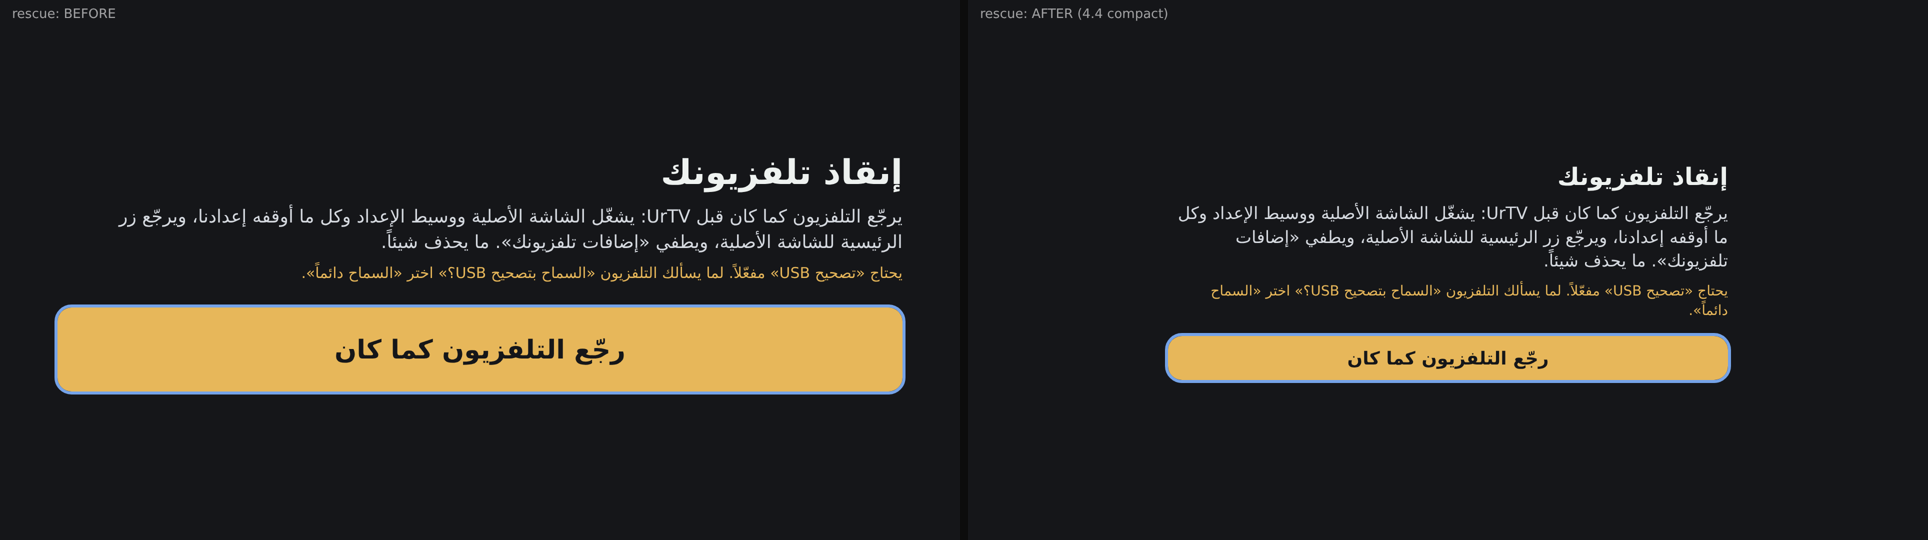 rescue: BEFORE
إنقاذ تلفزيونك
يرجّع التلفزيون كما كان قبل UrTV: يشغّل الشاشة الأصلية ووسيط الإعداد وكل ما أوقفه إعدادنا، ويرجّع زر
الرئيسية للشاشة الأصلية، ويطفي «إضافات تلفزيونك». ما يحذف شيئاً.
يحتاج «تصحيح USB» مفعّلاً. لما يسألك التلفزيون «السماح بتصحيح USB؟» اختر «السماح دائماً».
رجّع التلفزيون كما كان
rescue: AFTER (4.4 compact)
إنقاذ تلفزيونك
يرجّع التلفزيون كما كان قبل UrTV: يشغّل الشاشة الأصلية ووسيط الإعداد وكل
ما أوقفه إعدادنا، ويرجّع زر الرئيسية للشاشة الأصلية، ويطفي «إضافات
تلفزيونك». ما يحذف شيئاً.
يحتاج «تصحيح USB» مفعّلاً. لما يسألك التلفزيون «السماح بتصحيح USB؟» اختر «السماح
دائماً».
رجّع التلفزيون كما كان